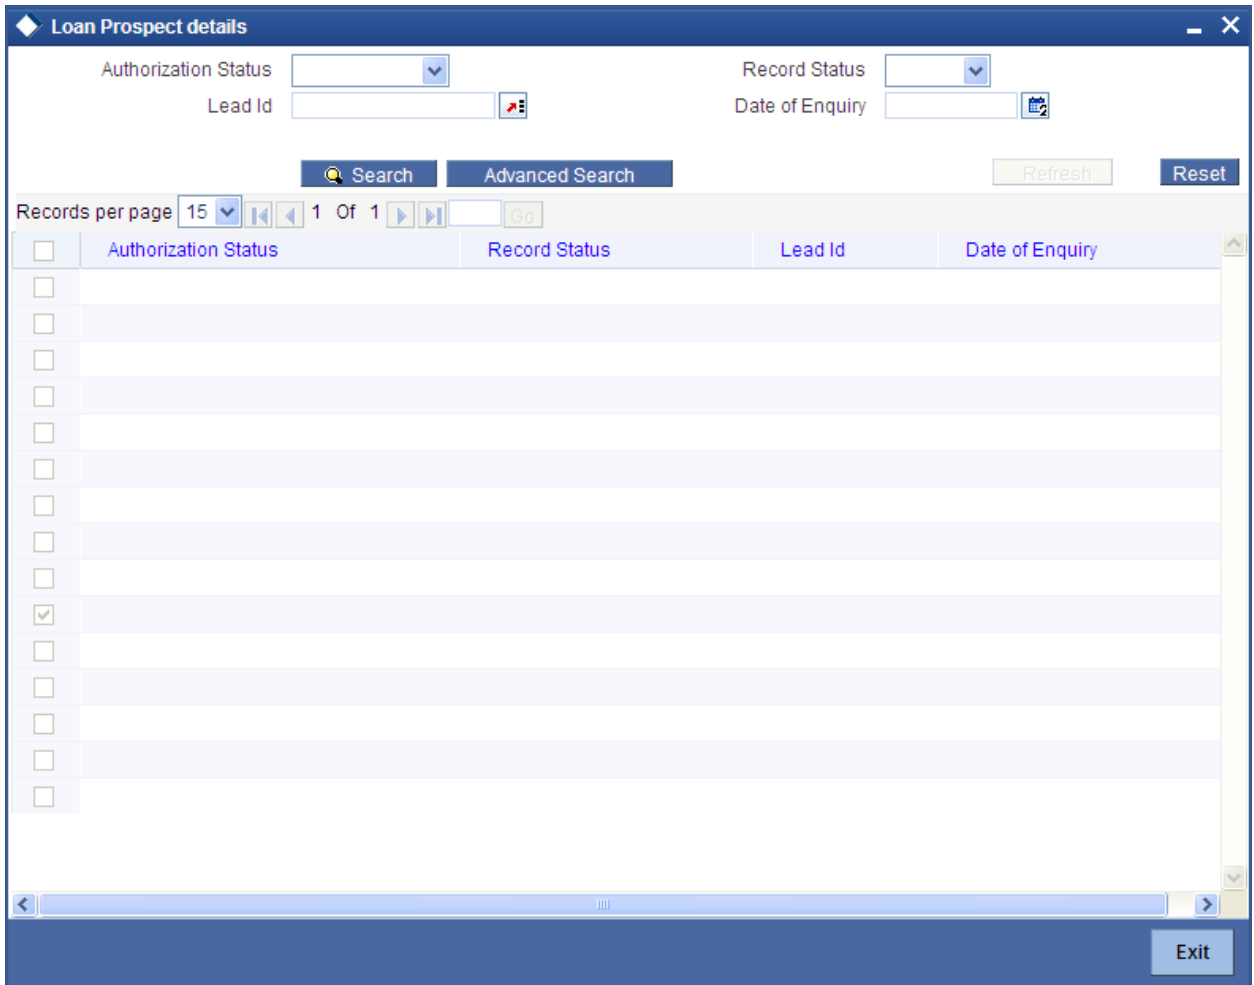 Loan Prospect details
Authorization Status Record Status
Lead Id Date of Enquiry
Search Advanced Search Refresh Reset
Records per page 15 1 Of 1 Go
Authorization Status Record Status Lead Id Date of Enquiry
Exit